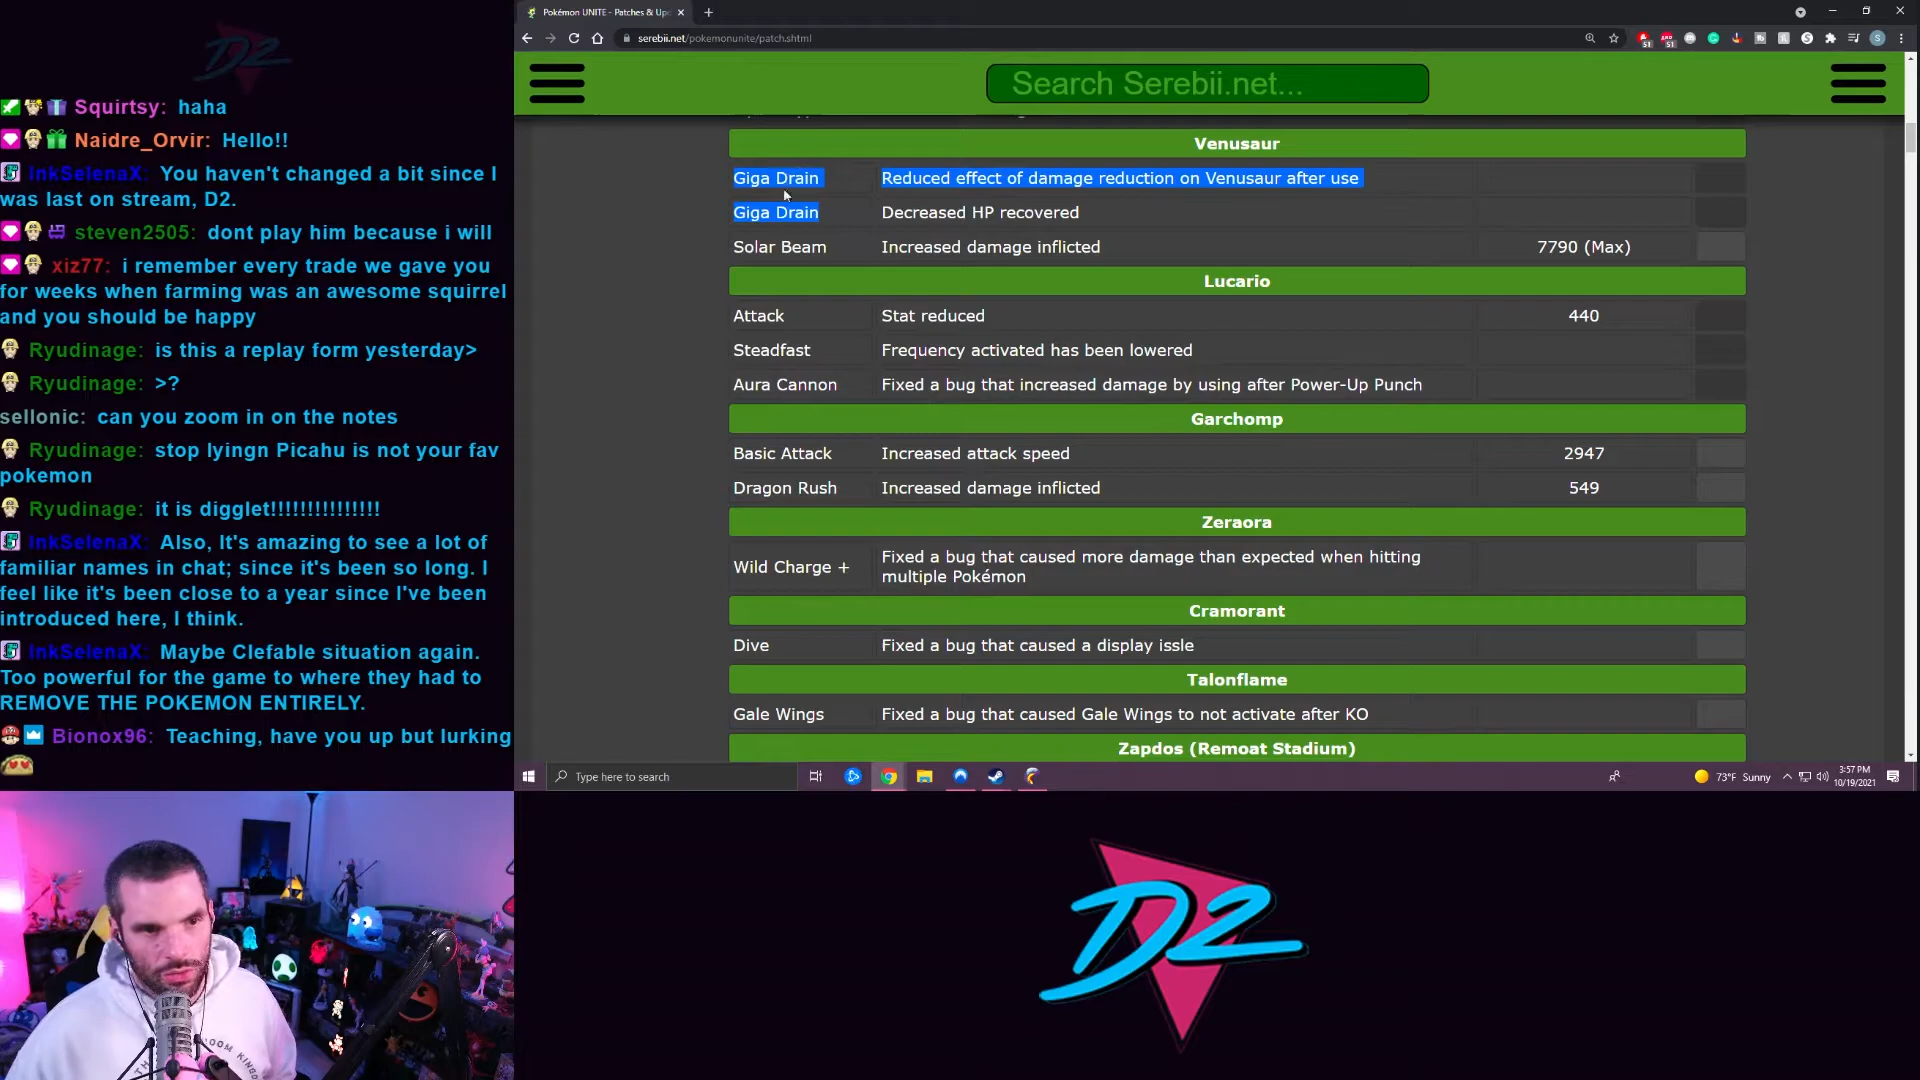 D2
Squirtsy: haha
Naidre_Orvir: Hello!!
InkSelenaX: You haven't changed a bit since I
was last on stream, D2.
steven2505: dont play him because i will
xiz77: i remember every trade we gave you
for weeks when farming was an awesome squirrel
and you should be happy
Ryudinage: is this a replay form yesterday>
Ryudinage: >?
sellonic: can you zoom in on the notes
Ryudinage: stop lyingn Picahu is not your fav
pokemon
Ryudinage: it is digglet!!!!!!!!!!!!!!!
InkSelenaX: Also, It's amazing to see a lot of
familiar names in chat; since it's been so long. I
feel like it's been close to a year since I've been
introduced here, I think.
InkSelenaX: Maybe Clefable situation again.
Too powerful for the game to where they had to
REMOVE THE POKEMON ENTIRELY.
Bionox96: Teaching, have you up but lurking
Pokémon UNITE - Patches & Up
serebii.net/pokemonunite/patch.shtml
51
51
S
Search Serebii.net...
Venusaur
Giga Drain Reduced effect of damage reduction on Venusaur after use
Giga Drain Decreased HP recovered
Solar Beam Increased damage inflicted 7790 (Max)
Lucario
Attack Stat reduced 440
Steadfast Frequency activated has been lowered
Aura Cannon Fixed a bug that increased damage by using after Power-Up Punch
Garchomp
Basic Attack Increased attack speed 2947
Dragon Rush Increased damage inflicted 549
Zeraora
Wild Charge + Fixed a bug that caused more damage than expected when hitting
multiple Pokémon
Cramorant
Dive Fixed a bug that caused a display issle
Talonflame
Gale Wings Fixed a bug that caused Gale Wings to not activate after KO
Zapdos (Remoat Stadium)
Type here to search
73°F Sunny
3:57 PM
10/19/2021
D2